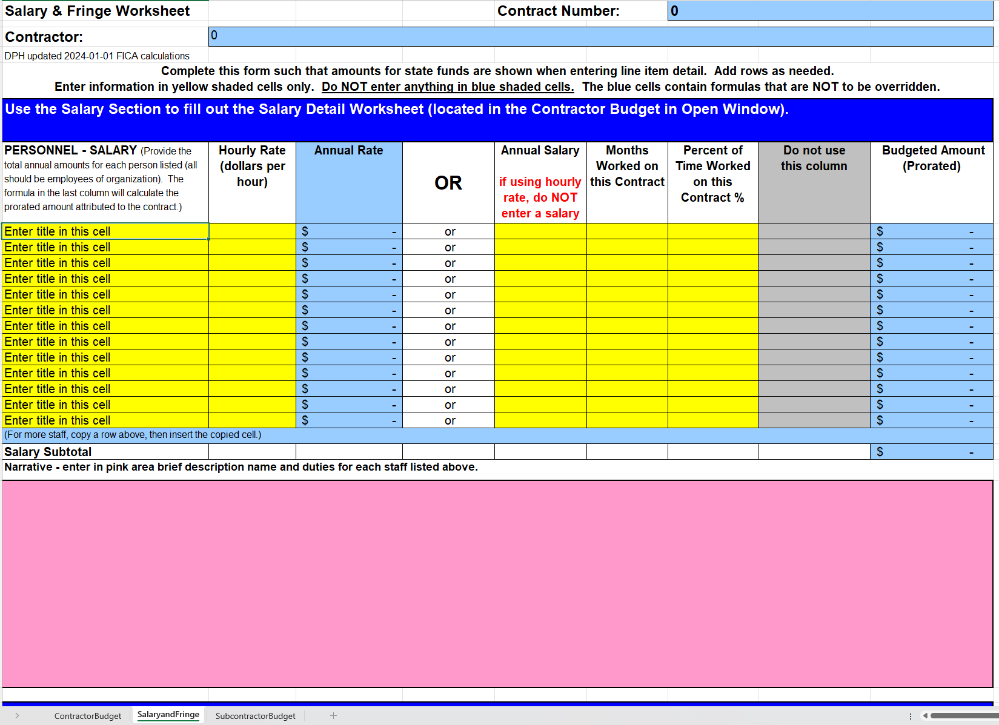 Salary & Fringe Worksheet Contract Number: 0
Contractor: 0
DPH updated 2024-01-01 FICA calculations
Complete this form such that amounts for state funds are shown when entering line item detail.  Add rows as needed.
Enter information in yellow shaded cells only.  Do NOT enter anything in blue shaded cells.  The blue cells contain formulas that are NOT to be overridden.
Use the Salary Section to fill out the Salary Detail Worksheet (located in the Contractor Budget in Open Window).
PERSONNEL - SALARY (Provide the
total annual amounts for each person listed (all
should be employees of organization).  The
formula in the last column will calculate the
prorated amount attributed to the contract.)
Hourly Rate
(dollars per
hour)
Annual Rate
OR
Annual Salary
if using hourly
rate, do NOT
enter a salary
Months
Worked on
this Contract
Percent of
Time Worked
on this
Contract %
Do not use
this column
Budgeted Amount
(Prorated)
Enter title in this cell $ - or $ -
Enter title in this cell $ - or $ -
Enter title in this cell $ - or $ -
Enter title in this cell $ - or $ -
Enter title in this cell $ - or $ -
Enter title in this cell $ - or $ -
Enter title in this cell $ - or $ -
Enter title in this cell $ - or $ -
Enter title in this cell $ - or $ -
Enter title in this cell $ - or $ -
Enter title in this cell $ - or $ -
Enter title in this cell $ - or $ -
Enter title in this cell $ - or $ -
(For more staff, copy a row above, then insert the copied cell.)
Salary Subtotal $ -
Narrative - enter in pink area brief description name and duties for each staff listed above.
ContractorBudget SalaryandFringe SubcontractorBudget